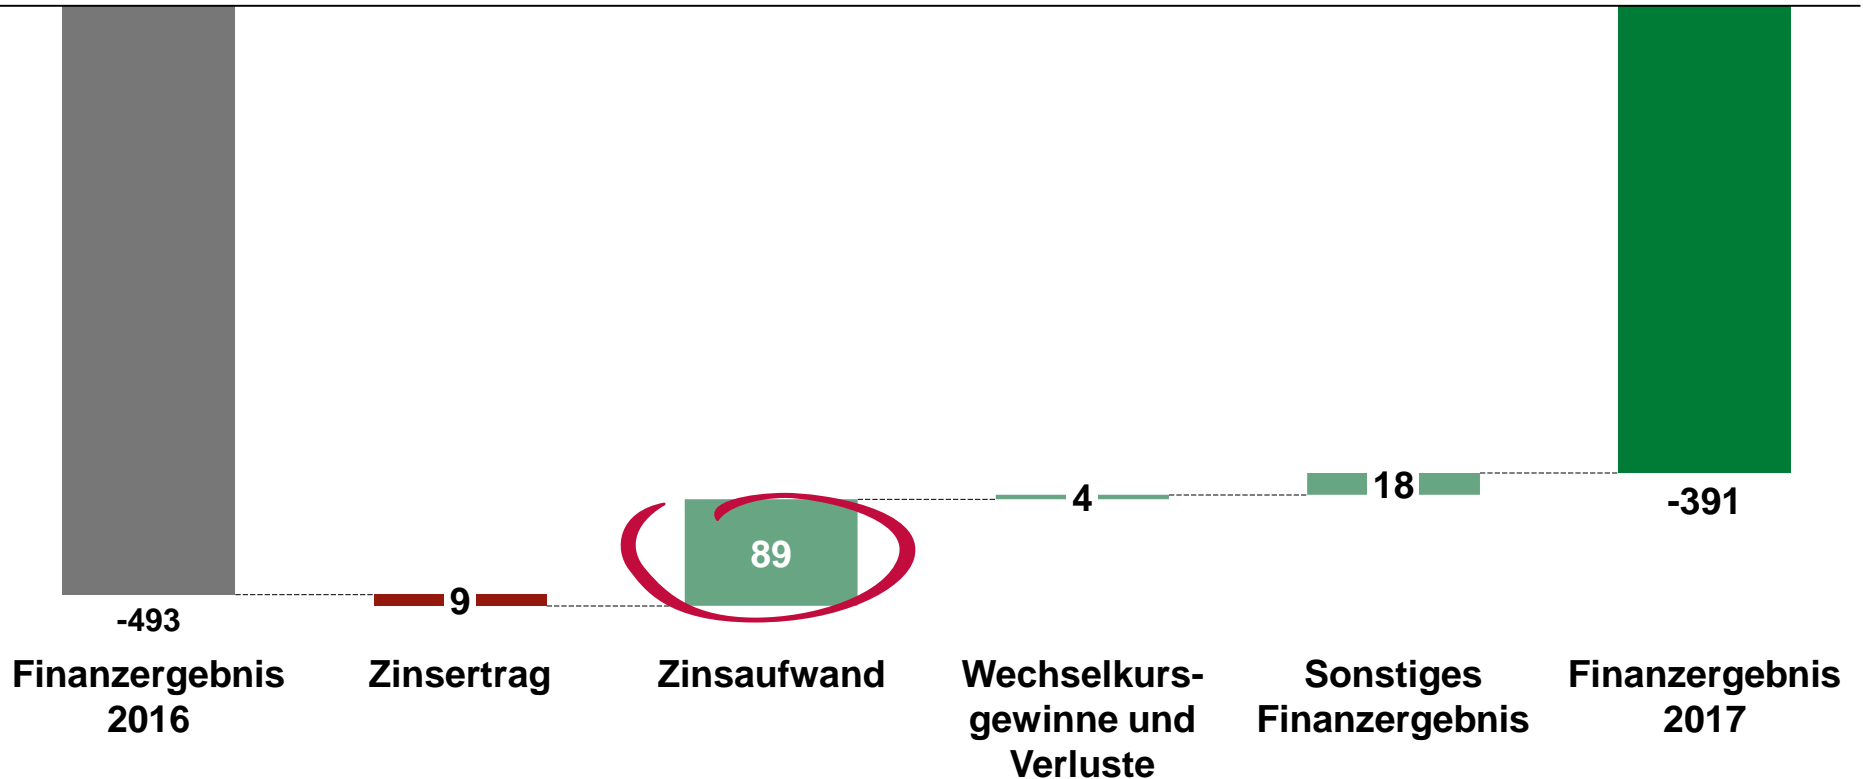 4
18
-391
89
9
-493
Finanzergebnis
2016
Zinsertrag
Zinsaufwand
Wechselkurs-
gewinne und
Verluste
Sonstiges
Finanzergebnis
Finanzergebnis
2017